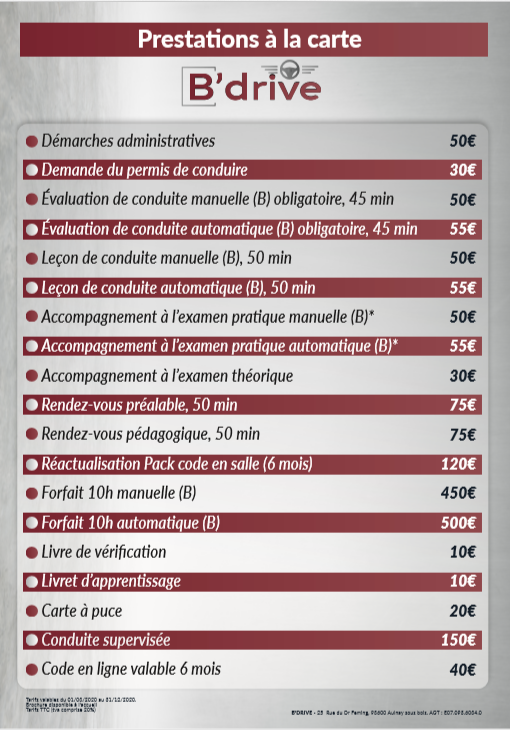 Prestations à la carte
B'drive
Démarches administratives 50€
Demande du permis de conduire 30€
Évaluation de conduite manuelle (B) obligatoire, 45 min 50€
Évaluation de conduite automatique (B) obligatoire, 45 min 55€
Leçon de conduite manuelle (B), 50 min 50€
Leçon de conduite automatique (B), 50 min 55€
Accompagnement à l'examen pratique manuelle (B)* 50€
Accompagnement à l'examen pratique automatique (B)* 55€
Accompagnement à l'examen théorique 30€
Rendez-vous préalable, 50 min 75€
Rendez-vous pédagogique, 50 min 75€
Réactualisation Pack code en salle (6 mois) 120€
Forfait 10h manuelle (B) 450€
Forfait 10h automatique (B) 500€
Livre de vérification 10€
Livret d'apprentissage 10€
Carte à puce 20€
Conduite supervisée 150€
Code en ligne valable 6 mois 40€
Tarifs valables du 01/06/2020 au 31/12/2020.
Brochure disponible à l'accueil
Tarifs TTC (tva comprise 20%)
B'DRIVE - 23 Rue du Dr Fleming, 93600 Aulnay sous bois.